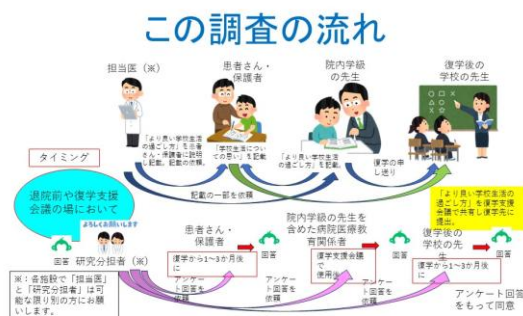 この調査の流れ
担当医（※）
患者さん・
保護者
院内学級
の先生
復学後の
学校の先生
「より良い学校生活
の過ごし方」を患者
さん・保護者に説明
し記載。記載の依頼。
「学校生活につい
ての思い」を記載
「より良い学校生活
の過ごし方」を記載
復学の申
し送り
タイミング
退院前や復学支援
会議の場において
記載の一部を依頼
「より良い学校生活の
過ごし方」を復学支援
会議で共有し復学先に
提出。
よろしくお願いします
回答
研究分担者（※）
患者さん・
保護者
回答
院内学級の先生を
含めた病院医療教
育関係者
回答
復学後の
学校の先
生
回答
復学から1～3か月後
に
復学支援会議で
使用後
復学から1～3か月後
に
アンケー
ト回答を
依頼
アンケー
ト回答を
依頼
アンケー
ト回答を
依頼
アンケート回答
をもって同意
※：各施設で「担当医」
と「研究分担者」は可
能な限り別の方にお願
いします。